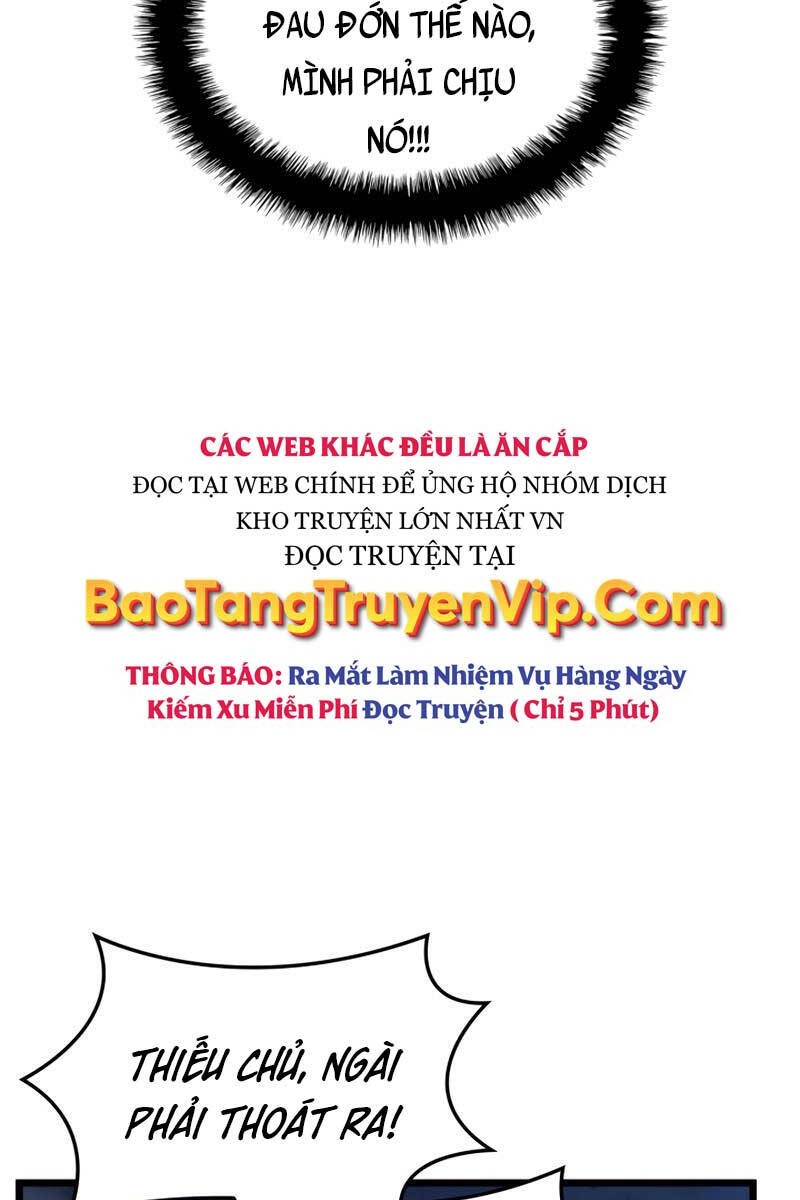 ĐAU ĐỚN THẾ NÀO,
MÌNH PHẢI CHỊU
NÓ!!!
CÁC WEB KHÁC ĐỀU LÀ ĂN CẮP
ĐỌC TẠI WEB CHÍNH ĐỂ ỦNG HỘ NHÓM DỊCH
KHO TRUYỆN LỚN NHẤT VN
ĐỌC TRUYỆN TẠI
BaoTangTruyenVip.Com
THÔNG BÁO: Ra Mắt Làm Nhiệm Vụ Hàng Ngày
Kiếm Xu Miễn Phí Đọc Truyện ( Chỉ 5 Phút)
THIẾU CHỦ, NGÀI
PHẢI THOÁT RA!